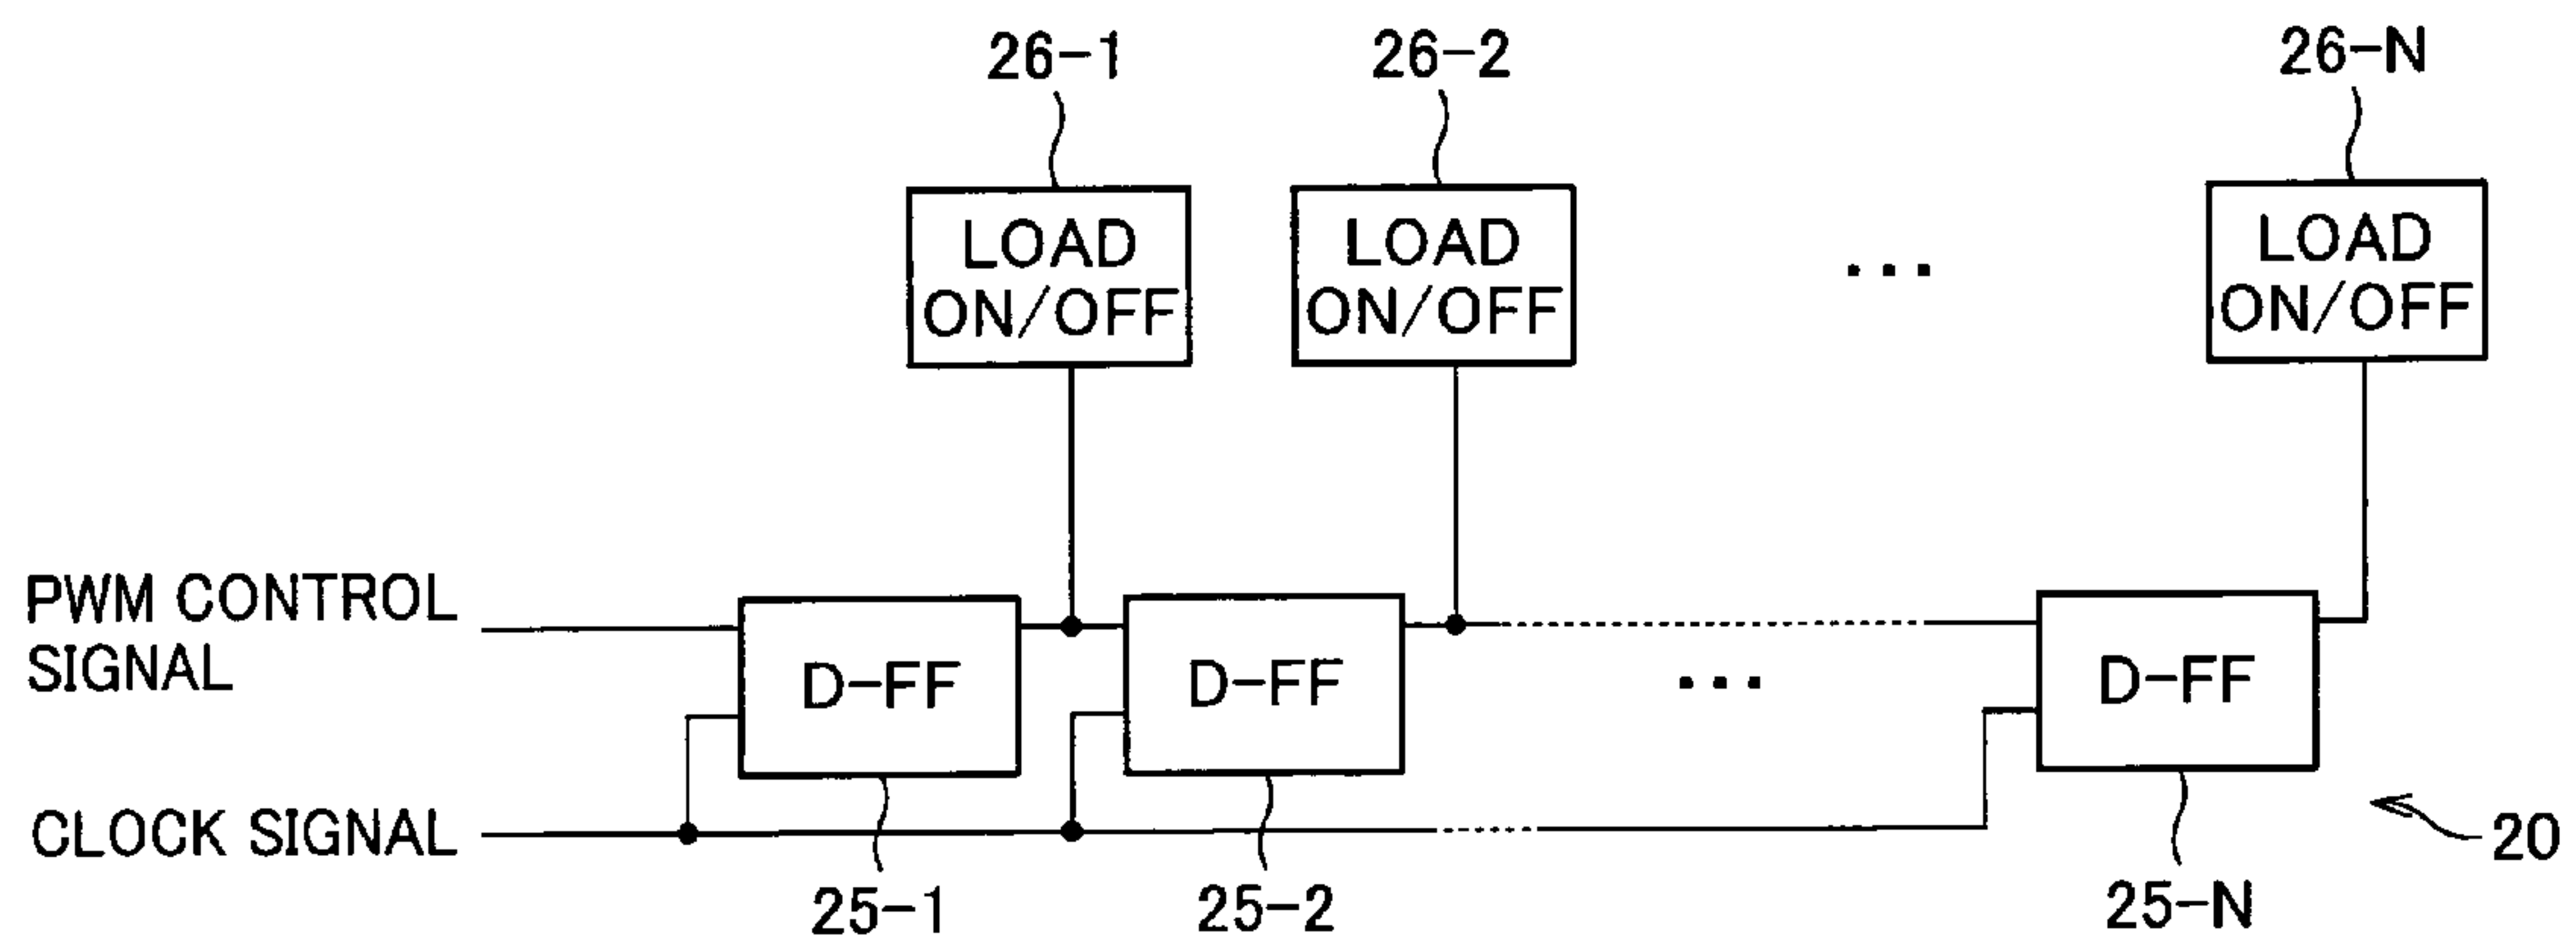 26-1
26-2
26-N
LOAD
ON/OFF
LOAD
ON/OFF
...
LOAD
ON/OFF
PWM CONTROL
SIGNAL
D-FF
D-FF
...
D-FF
CLOCK SIGNAL
20
25-1
25-2
25-N